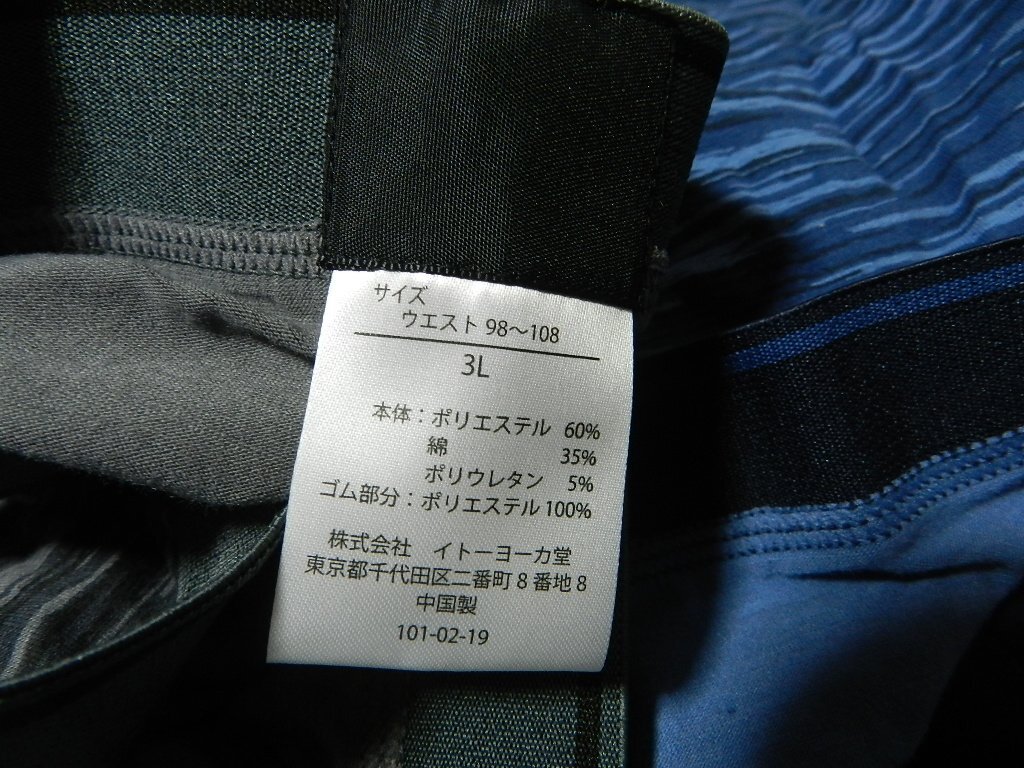 サイズ
ウエスト 98～108
3L
本体：ポリエステル 60%
綿 35%
ポリウレタン 5%
ゴム部分：ポリエステル 100%
株式会社 イトーヨーカ堂
東京都千代田区二番町8番地8
中国製
101-02-19